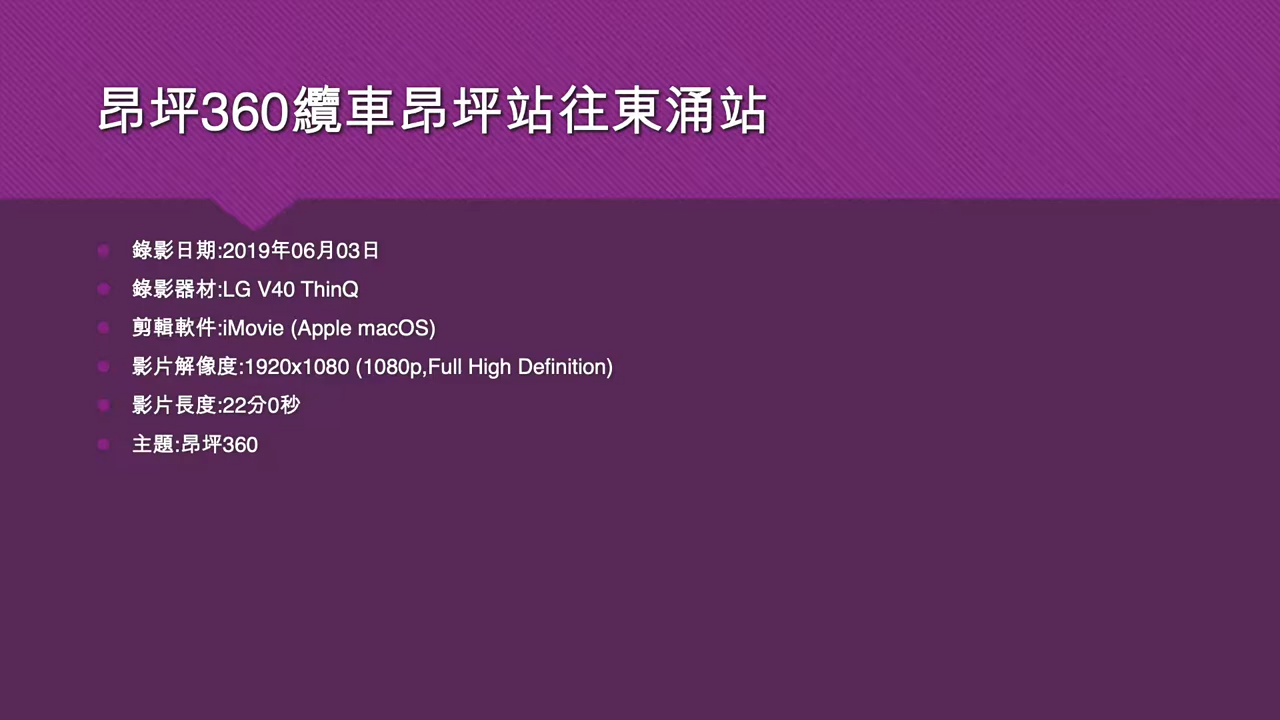 昂坪360纜車昂坪站往東涌站
錄影日期:2019年06月03日
錄影器材:LG V40 ThinQ
剪輯軟件:iMovie (Apple macOS)
影片解像度:1920x1080 (1080p,Full High Definition)
影片長度:22分0秒
主題:昂坪360